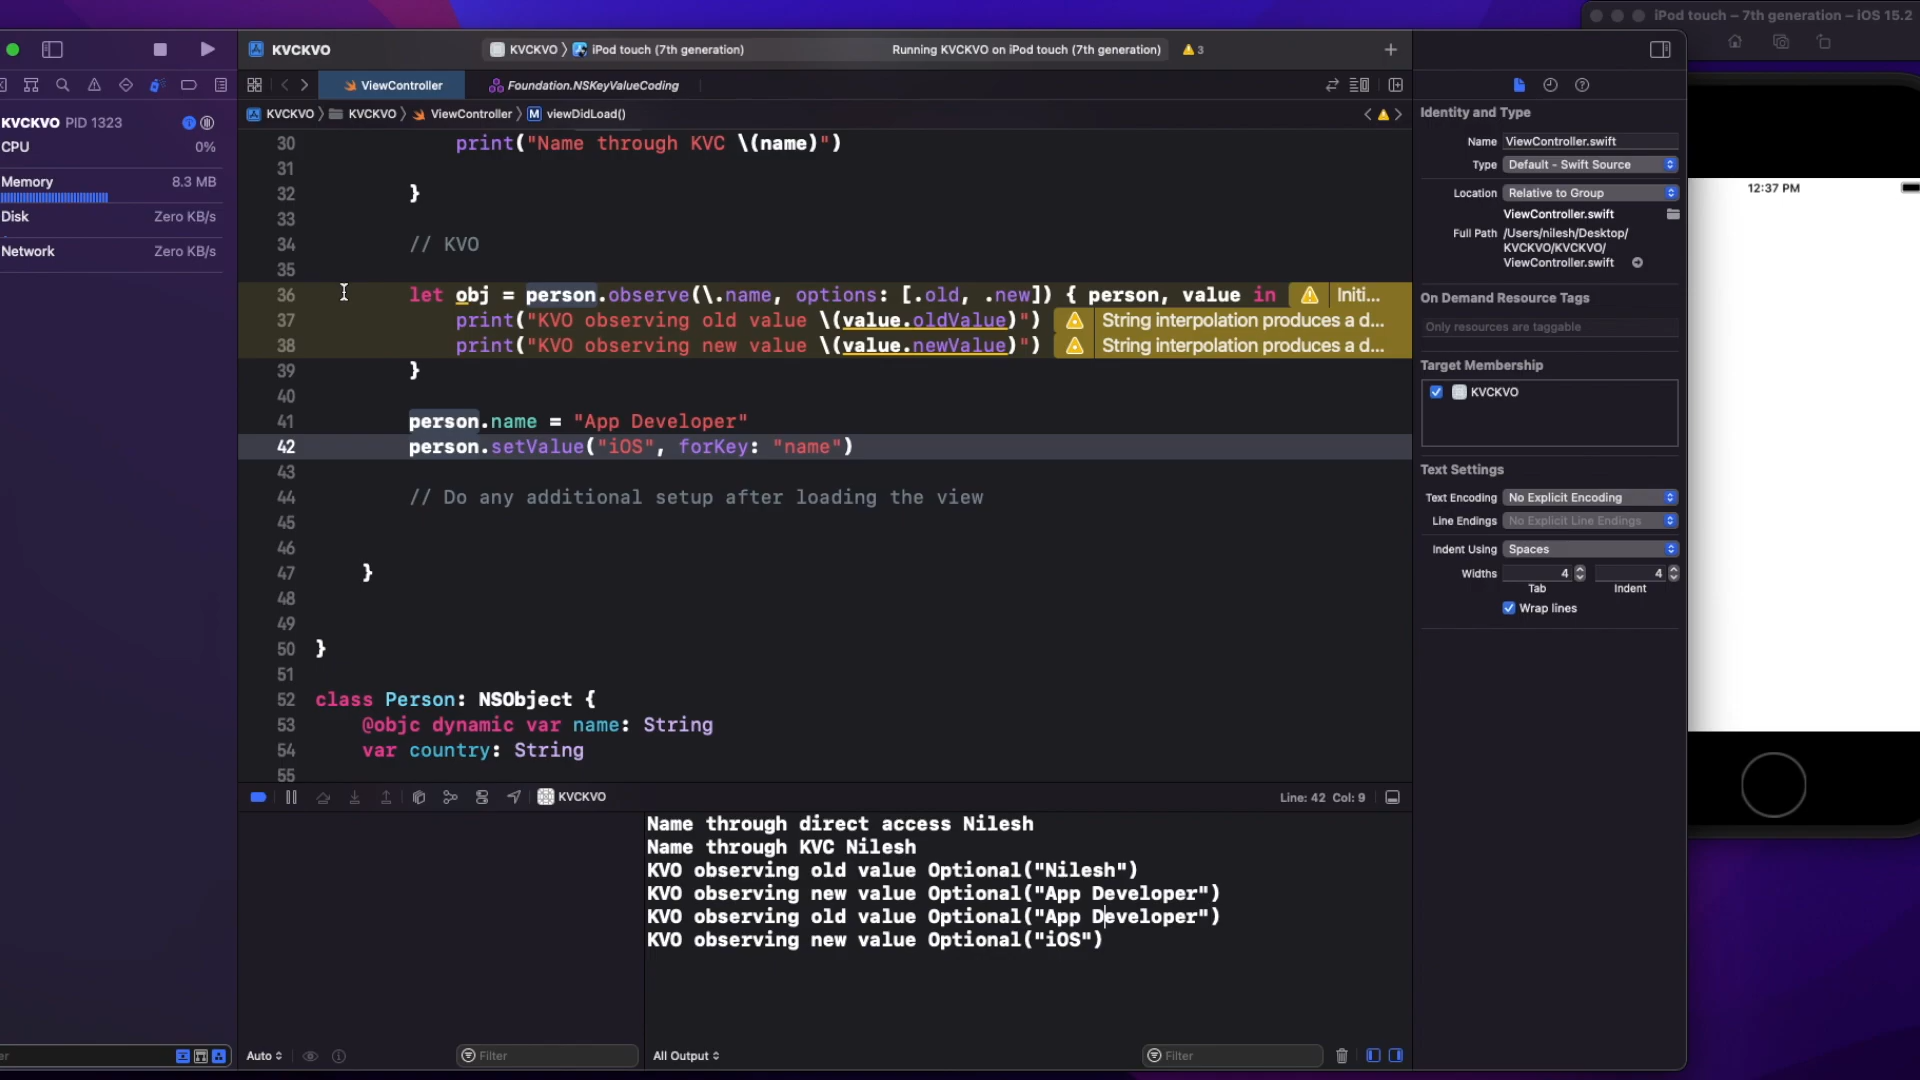 iPod touch – 7th generation – iOS 15.2
KVCKVO
KVCKVO
iPod touch (7th generation)
Running KVCKVO on iPod touch (7th generation)
3
ViewController
Foundation.NSKeyValueCoding
KVCKVO
KVCKVO
ViewController
M
viewDidLoad()
KVCKVO PID 1323
CPU 0%
Memory 8.3 MB
Disk Zero KB/s
Network Zero KB/s
30 print("Name through KVC \(name)")
31
32 }
33
34 // KVO
35
36 let obj = person.observe(\.name, options: [.old, .new]) { person, value in Initi...
37 print("KVO observing old value \(value.oldValue)") String interpolation produces a d...
38 print("KVO observing new value \(value.newValue)") String interpolation produces a d...
39 }
40
41 person.name = "App Developer"
42 person.setValue("iOS", forKey: "name")
43
44 // Do any additional setup after loading the view
45
46
47 }
48
49
50 }
51
52 class Person: NSObject {
53 @objc dynamic var name: String
54 var country: String
55
KVCKVO
Line: 42 Col: 9
Name through direct access Nilesh
Name through KVC Nilesh
KVO observing old value Optional("Nilesh")
KVO observing new value Optional("App Developer")
KVO observing old value Optional("App Developer")
KVO observing new value Optional("iOS")
Auto
Filter
All Output
Filter
Identity and Type
Name ViewController.swift
Type Default - Swift Source
Location Relative to Group
ViewController.swift
Full Path /Users/nilesh/Desktop/
KVCKVO/KVCKVO/
ViewController.swift
On Demand Resource Tags
Only resources are taggable
Target Membership
KVCKVO
Text Settings
Text Encoding No Explicit Encoding
Line Endings No Explicit Line Endings
Indent Using Spaces
Widths 4 4
Tab Indent
Wrap lines
12:37 PM